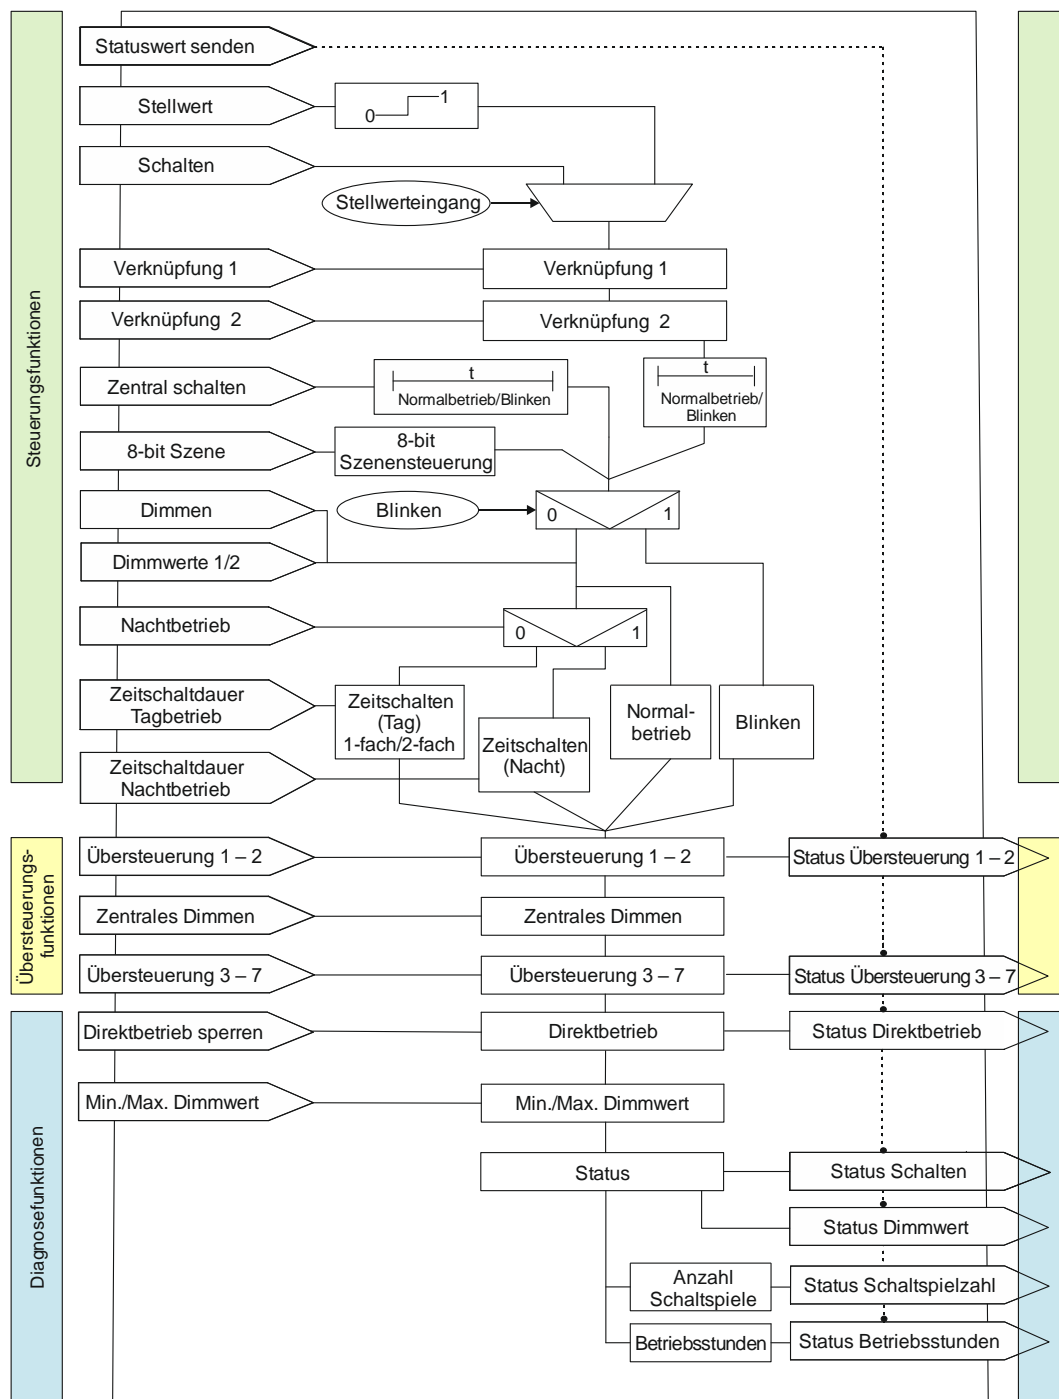 Steuerungsfunktionen
Statuswert senden
Stellwert
0
1
Schalten
Stellwerteingang
Verknüpfung 1
Verknüpfung 1
Verknüpfung 2
Verknüpfung 2
Zentral schalten
t
Normalbetrieb/Blinken
t
Normalbetrieb/
Blinken
8-bit Szene
8-bit
Szenensteuerung
Dimmen
Blinken
0
1
Dimmwerte 1/2
Nachtbetrieb
0
1
Zeitschaltdauer
Tagbetrieb
Zeitschalten
(Tag)
1-fach/2-fach
Zeitschalten
(Nacht)
Normal-
betrieb
Blinken
Zeitschaltdauer
Nachtbetrieb
Übersteuerungs-
funktionen
Übersteuerung 1 – 2
Übersteuerung 1 – 2
Status Übersteuerung 1 – 2
Zentrales Dimmen
Zentrales Dimmen
Übersteuerung 3 – 7
Übersteuerung 3 – 7
Status Übersteuerung 3 – 7
Diagnosefunktionen
Direktbetrieb sperren
Direktbetrieb
Status Direktbetrieb
Min./Max. Dimmwert
Min./Max. Dimmwert
Status
Status Schalten
Status Dimmwert
Anzahl
Schaltspiele
Status Schaltspielzahl
Betriebsstunden
Status Betriebsstunden